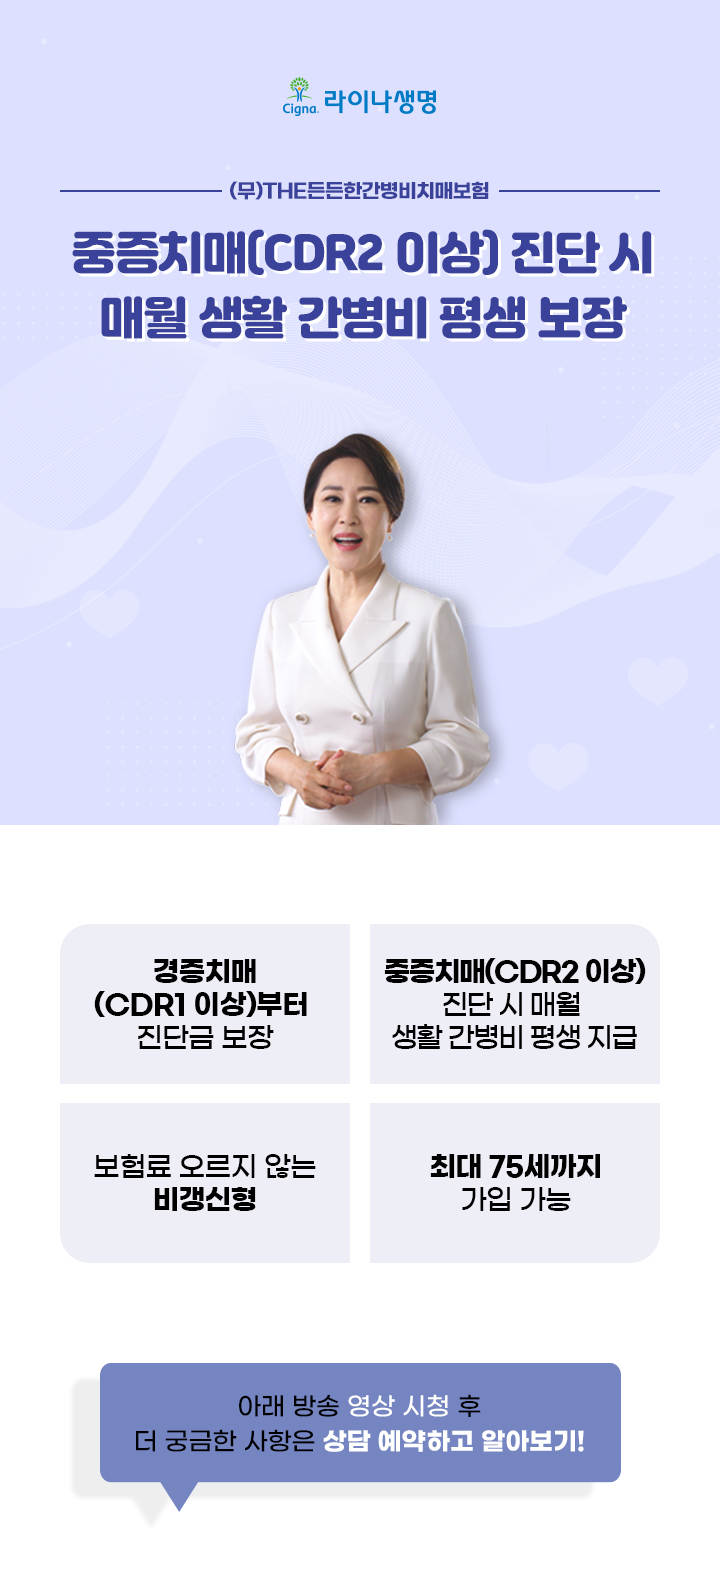 Cigna. 라이나생명
(무)THE든든한간병비치매보험
중증치매(CDR2 이상) 진단 시
매월 생활 간병비 평생 보장
경증치매
(CDR1 이상)부터
진단금 보장
중증치매(CDR2 이상)
진단 시 매월
생활 간병비 평생 지급
보험료 오르지 않는
비갱신형
최대 75세까지
가입 가능
아래 방송 영상 시청 후
더 궁금한 사항은 상담 예약하고 알아보기!